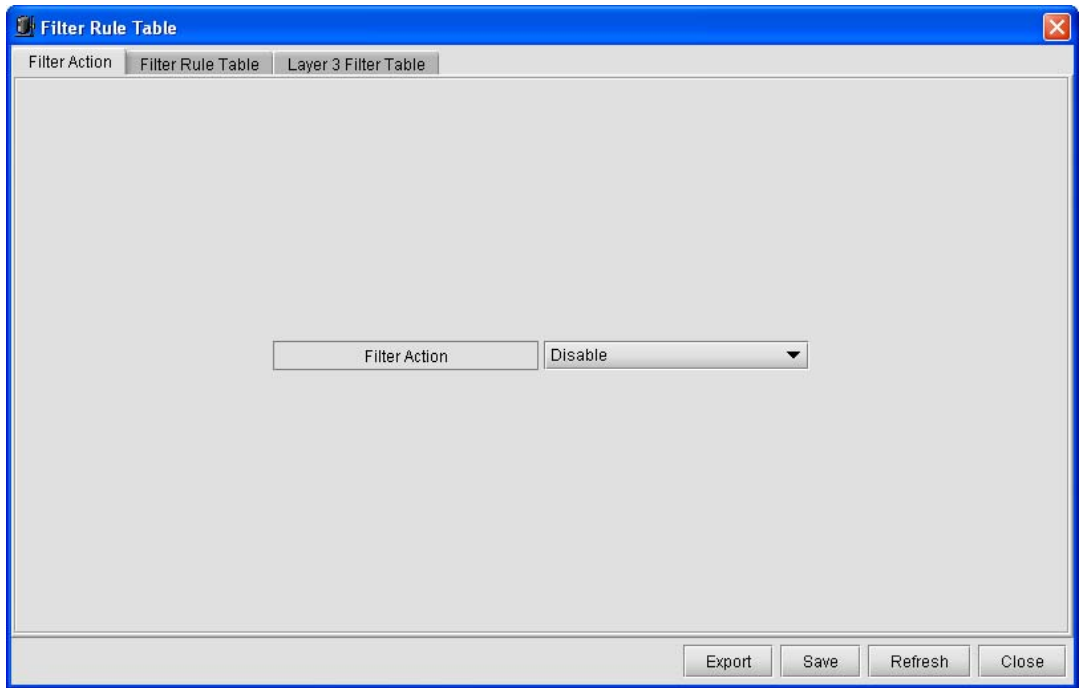 Filter Rule Table
Filter Action Filter Rule Table Layer 3 Filter Table
Filter Action Disable
Export Save Refresh Close